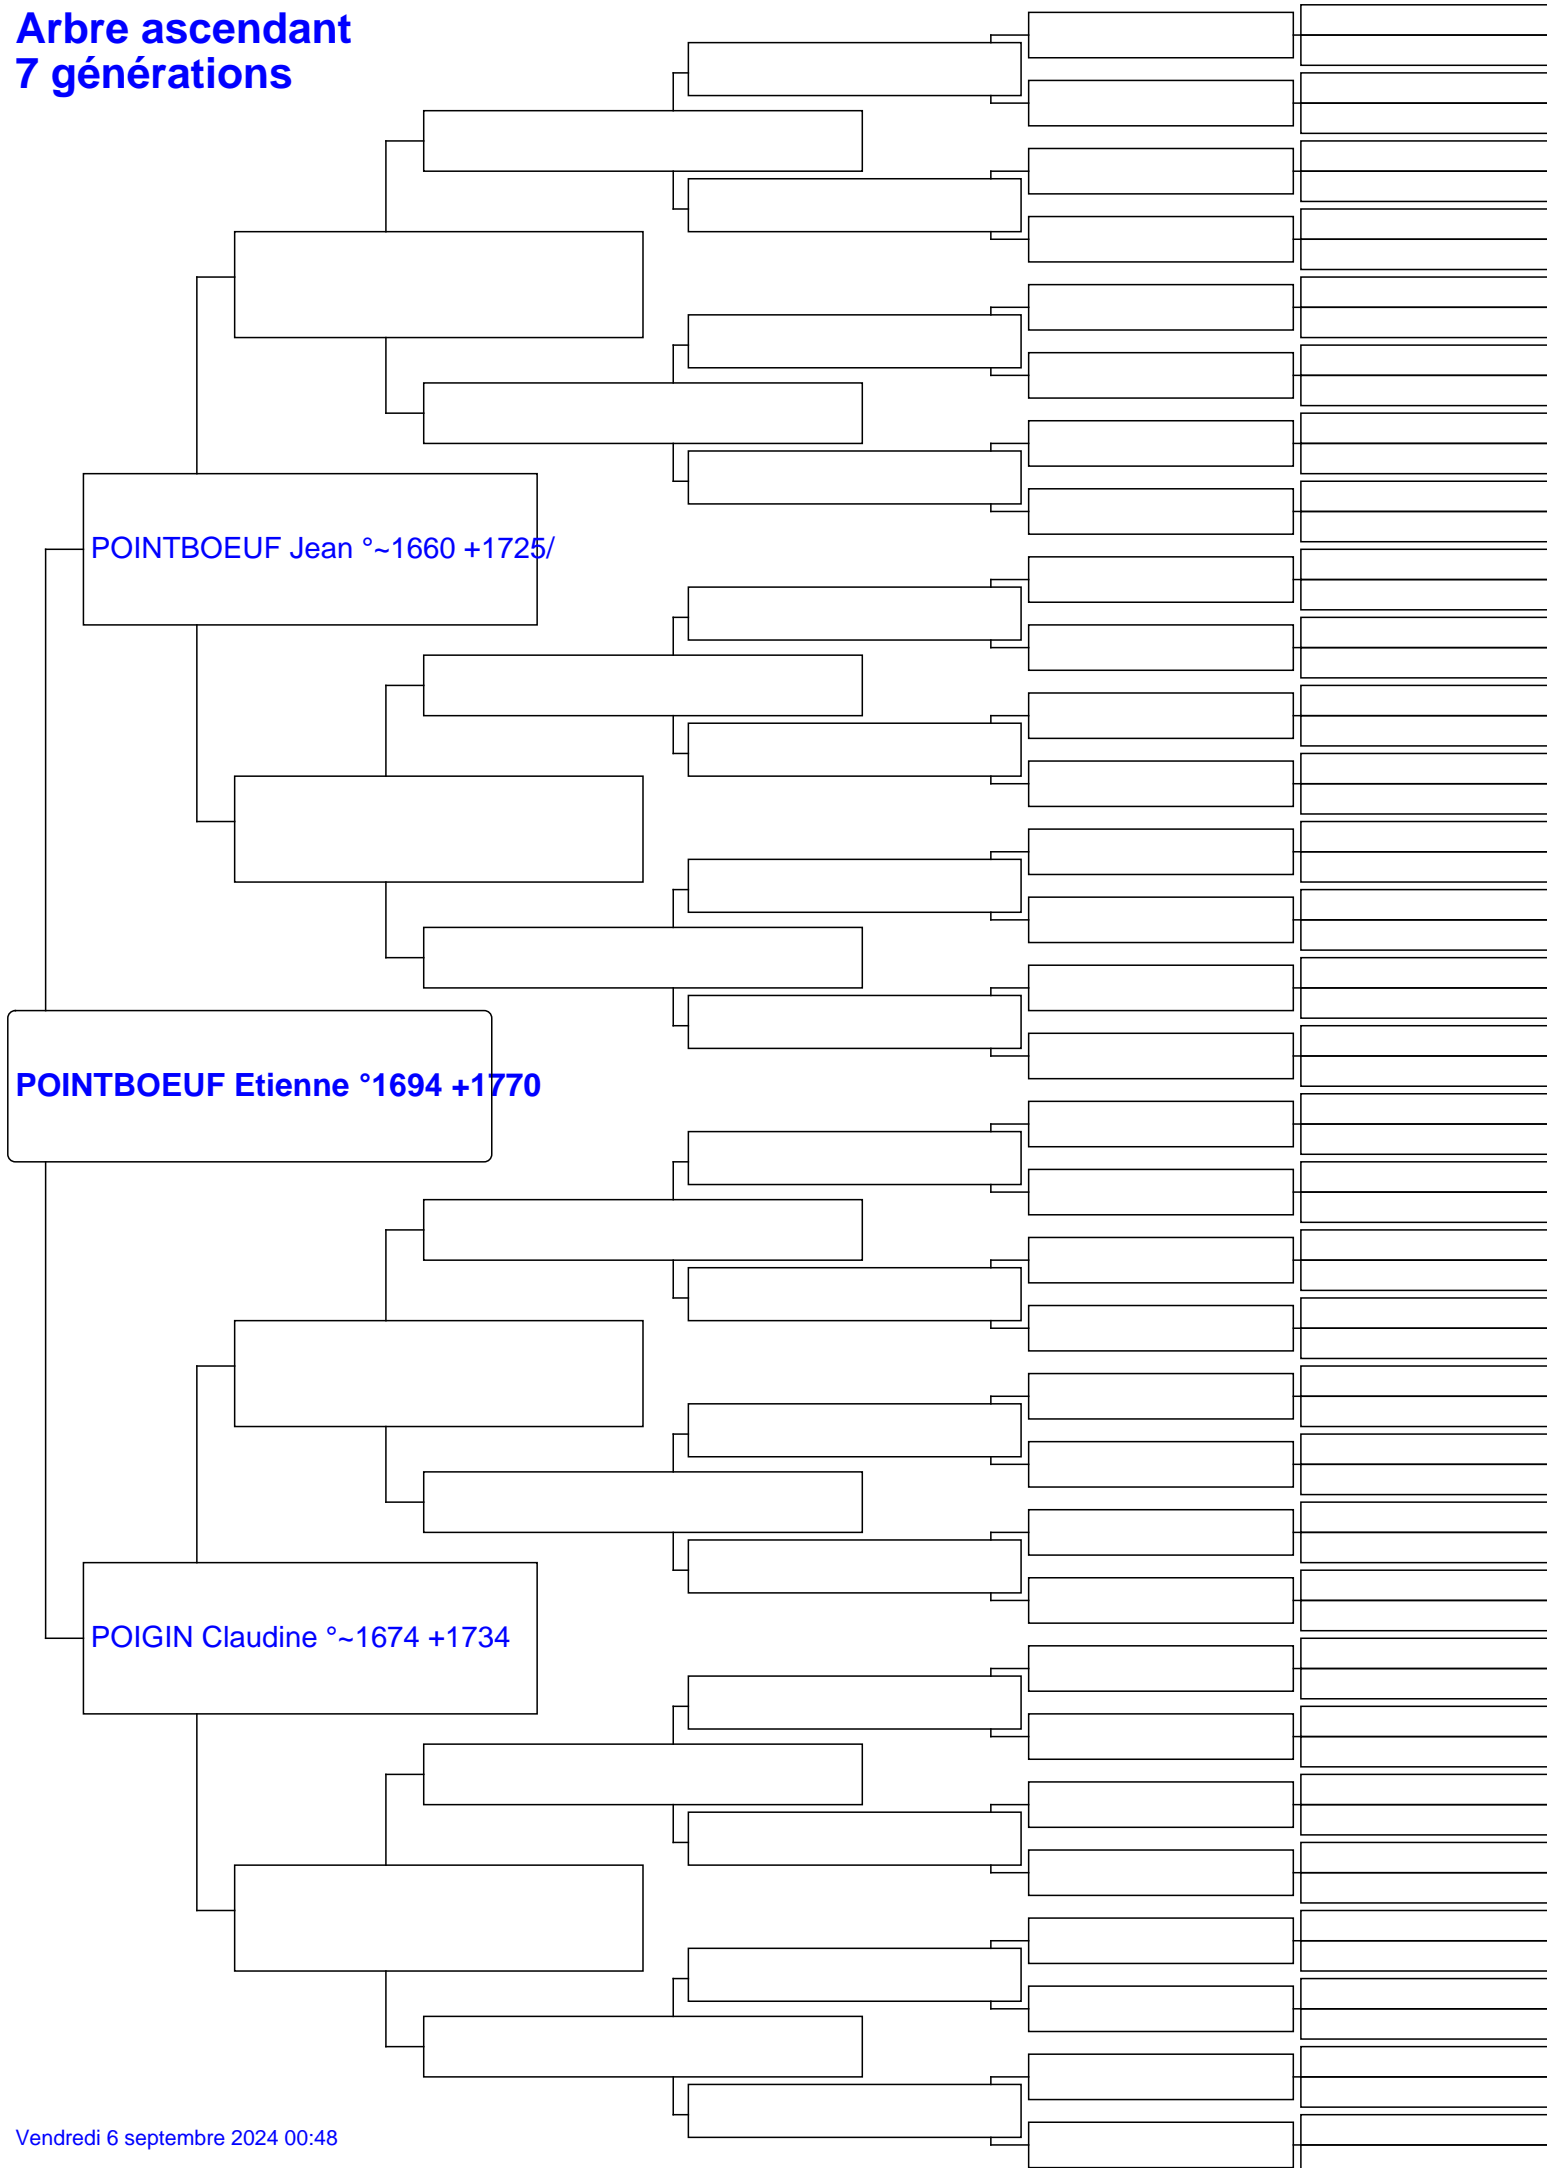 Arbre ascendant
7 générations
POINTBOEUF Jean °~1660 +1725/
POINTBOEUF Etienne °1694 +1770
POIGIN Claudine °~1674 +1734
Vendredi 6 septembre 2024 00:48